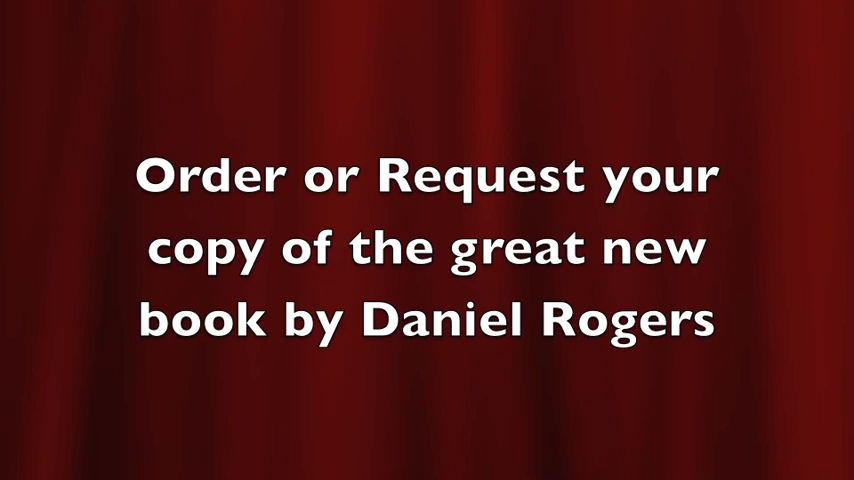 Order or Request your
copy of the great new
book by Daniel Rogers